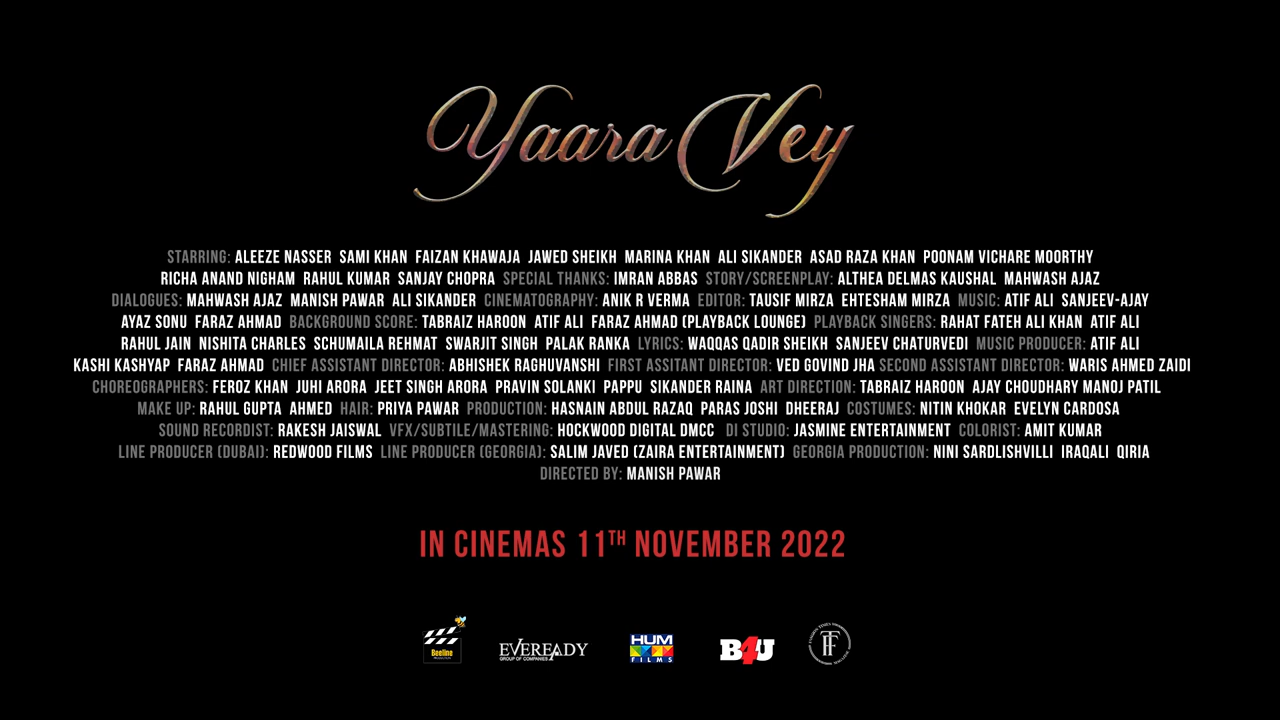 Yaara Vey
STARRING: ALEEZE NASSER SAMI KHAN FAIZAN KHAWAJA JAWED SHEIKH MARINA KHAN ALI SIKANDER ASAD RAZA KHAN POONAM VICHARE MOORTHY
RICHA ANAND NIGHAM RAHUL KUMAR SANJAY CHOPRA SPECIAL THANKS: IMRAN ABBAS STORY/SCREENPLAY: ALTHEA DELMAS KAUSHAL MAHWASH AJAZ
DIALOGUES: MAHWASH AJAZ MANISH PAWAR ALI SIKANDER CINEMATOGRAPHY: ANIK R VERMA EDITOR: TAUSIF MIRZA EHTESHAM MIRZA MUSIC: ATIF ALI SANJEEV-AJAY
AYAZ SONU FARAZ AHMAD BACKGROUND SCORE: TABRAIZ HAROON ATIF ALI FARAZ AHMAD (PLAYBACK LOUNGE) PLAYBACK SINGERS: RAHAT FATEH ALI KHAN ATIF ALI
RAHUL JAIN NISHITA CHARLES SCHUMAILA REHMAT SWARJIT SINGH PALAK RANKA LYRICS: WAQQAS QADIR SHEIKH SANJEEV CHATURVEDI MUSIC PRODUCER: ATIF ALI
KASHI KASHYAP FARAZ AHMAD CHIEF ASSISTANT DIRECTOR: ABHISHEK RAGHUVANSHI FIRST ASSITANT DIRECTOR: VED GOVIND JHA SECOND ASSISTANT DIRECTOR: WARIS AHMED ZAIDI
CHOREOGRAPHERS: FEROZ KHAN JUHI ARORA JEET SINGH ARORA PRAVIN SOLANKI PAPPU SIKANDER RAINA ART DIRECTION: TABRAIZ HAROON AJAY CHOUDHARY MANOJ PATIL
MAKE UP: RAHUL GUPTA AHMED HAIR: PRIYA PAWAR PRODUCTION: HASNAIN ABDUL RAZAQ PARAS JOSHI DHEERAJ COSTUMES: NITIN KHOKAR EVELYN CARDOSA
SOUND RECORDIST: RAKESH JAISWAL VFX/SUBTILE/MASTERING: HOCKWOOD DIGITAL DMCC DI STUDIO: JASMINE ENTERTAINMENT COLORIST: AMIT KUMAR
LINE PRODUCER (DUBAI): REDWOOD FILMS LINE PRODUCER (GEORGIA): SALIM JAVED (ZAIRA ENTERTAINMENT) GEORGIA PRODUCTION: NINI SARDLISHVILLI IRAQALI QIRIA
DIRECTED BY: MANISH PAWAR
IN CINEMAS 11TH NOVEMBER 2022
Beeline
EVEREADY
GROUP OF COMPANIES
HUM
FILMS
B4U